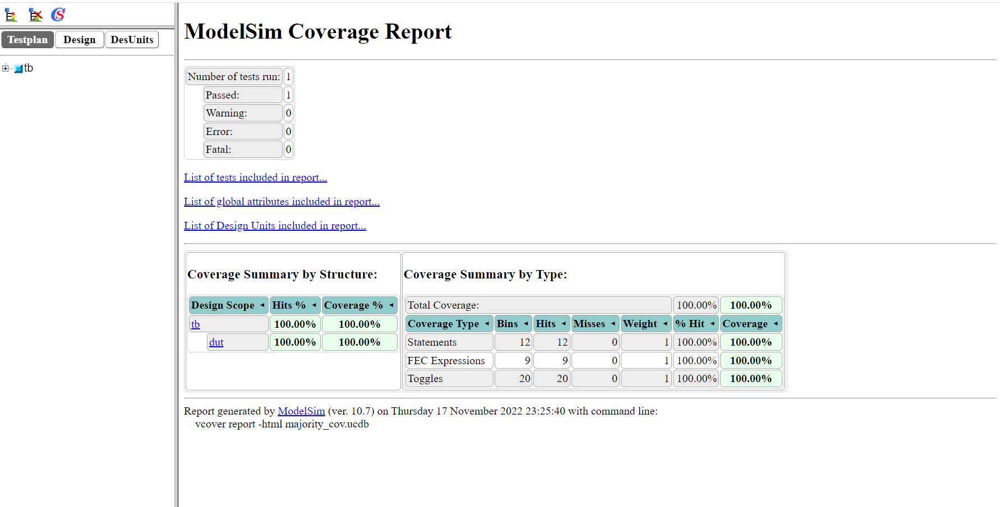 Testplan Design DesUnits
tb
ModelSim Coverage Report
Number of tests run: 1
Passed: 1
Warning: 0
Error: 0
Fatal: 0
List of tests included in report...
List of global attributes included in report...
List of Design Units included in report...
Coverage Summary by Structure:
Design Scope Hits % Coverage %
tb 100.00% 100.00%
dut 100.00% 100.00%
Coverage Summary by Type:
Total Coverage: 100.00% 100.00%
Coverage Type Bins Hits Misses Weight % Hit Coverage
Statements 12 12 0 1 100.00% 100.00%
FEC Expressions 9 9 0 1 100.00% 100.00%
Toggles 20 20 0 1 100.00% 100.00%
Report generated by ModelSim (ver. 10.7) on Thursday 17 November 2022 23:25:40 with command line:
vcover report -html majority_cov.ucdb